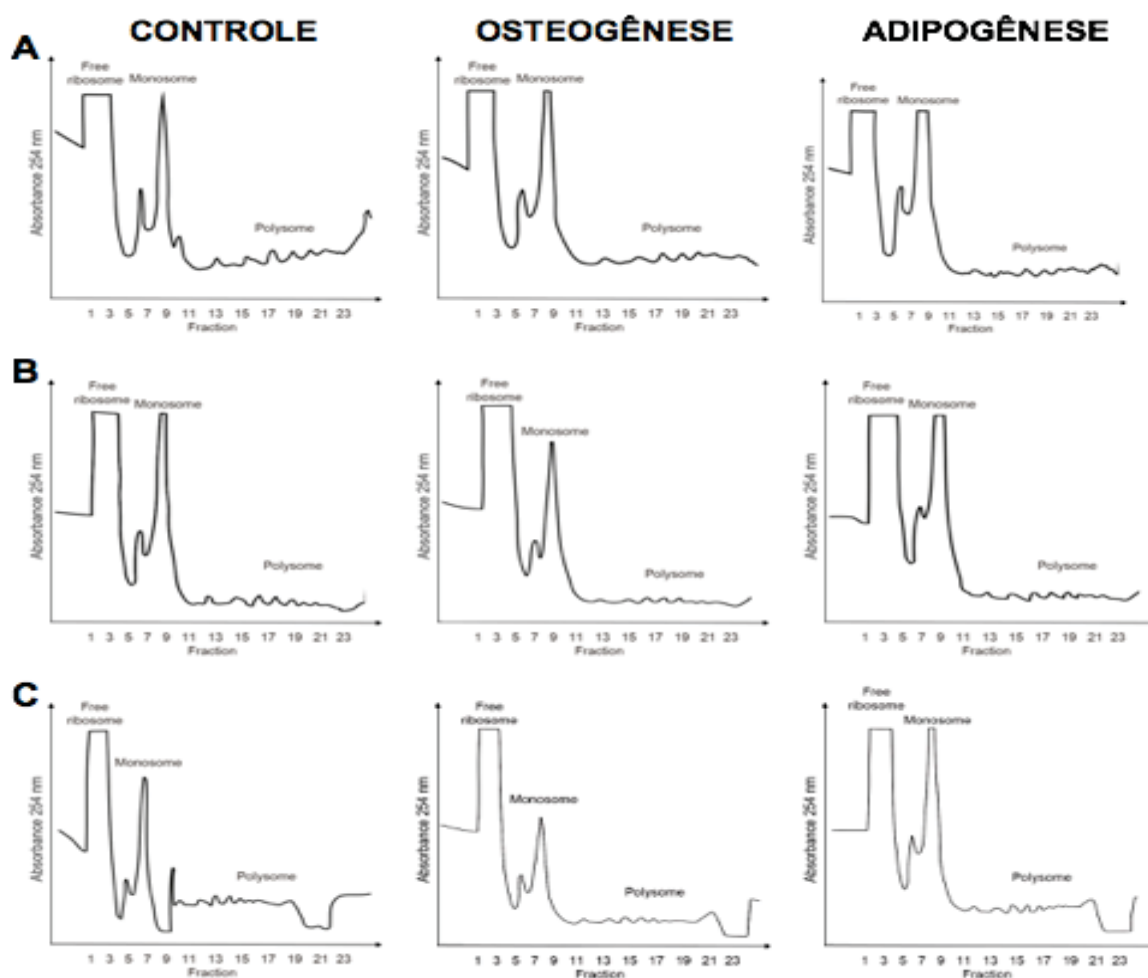 CONTROLE
OSTEOGÊNESE
ADIPOGÊNESE
A
Free
ribosome
Monosome
Polysome
Absorbance 254 nm
1 3 5 7 9 11 13 15 17 19 21 23
Fraction
Free
ribosome
Monosome
Polysome
Absorbance 254 nm
1 3 5 7 9 11 13 15 17 19 21 23
Fraction
Free
ribosome
Monosome
Polysome
Absorbance 254 nm
1 3 5 7 9 11 13 15 17 19 21 23
Fraction
B
Free
ribosome
Monosome
Polysome
Absorbance 254 nm
1 3 5 7 9 11 13 15 17 19 21 23
Fraction
Free
ribosome
Monosome
Polysome
Absorbance 254 nm
1 3 5 7 9 11 13 15 17 19 21 23
Fraction
Free
ribosome
Monosome
Polysome
Absorbance 254 nm
1 3 5 7 9 11 13 15 17 19 21 23
Fraction
C
Free
ribosome
Monosome
Polysome
Absorbance 254 nm
1 3 5 7 9 11 13 15 17 19 21 23
Fraction
Free
ribosome
Monosome
Polysome
Absorbance 254 nm
1 3 5 7 9 11 13 15 17 19 21 23
Fraction
Free
ribosome
Monosome
Polysome
Absorbance 254 nm
1 3 5 7 9 11 13 15 17 19 21 23
Fraction